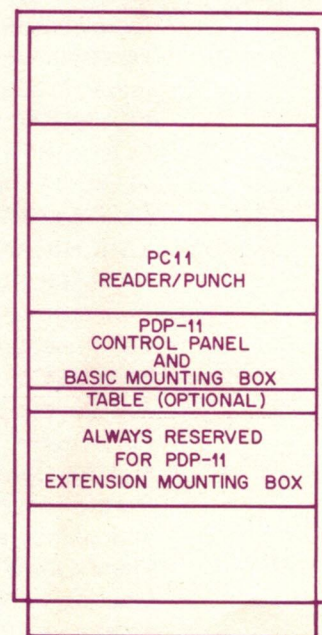 PC11
READER/PUNCH
PDP-11
CONTROL PANEL
AND
BASIC MOUNTING BOX
TABLE (OPTIONAL)
ALWAYS RESERVED
FOR PDP-11
EXTENSION MOUNTING BOX